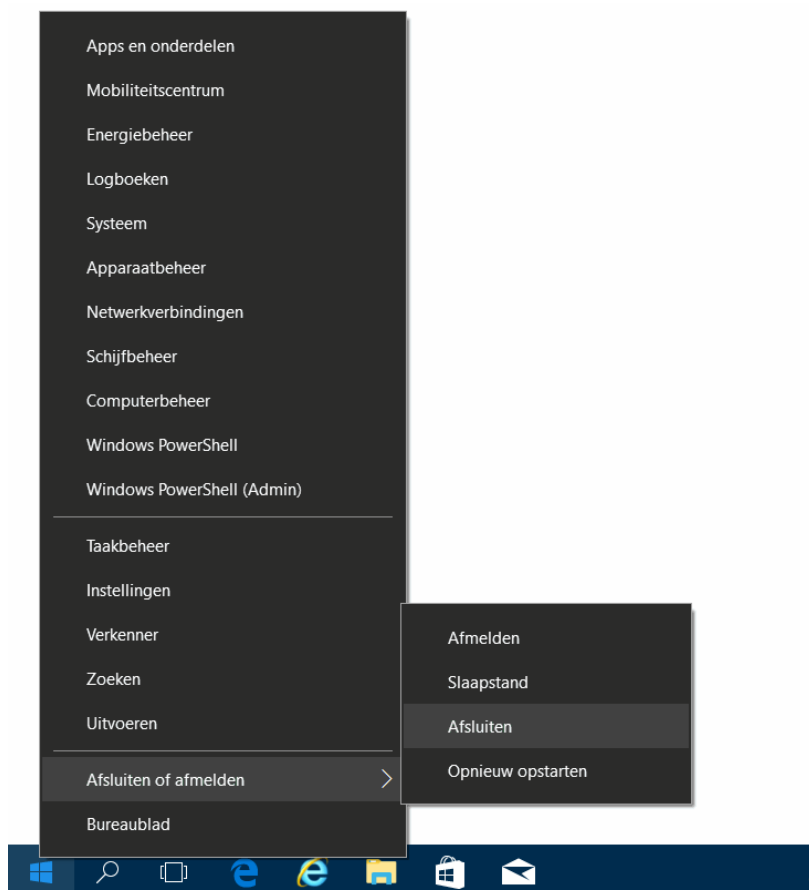 Apps en onderdelen
Mobiliteitscentrum
Energiebeheer
Logboeken
Systeem
Apparaatbeheer
Netwerkverbindingen
Schijfbeheer
Computerbeheer
Windows PowerShell
Windows PowerShell (Admin)
Taakbeheer
Instellingen
Verkenner
Zoeken
Uitvoeren
Afsluiten of afmelden
Bureaublad
Afmelden
Slaapstand
Afsluiten
Opnieuw opstarten